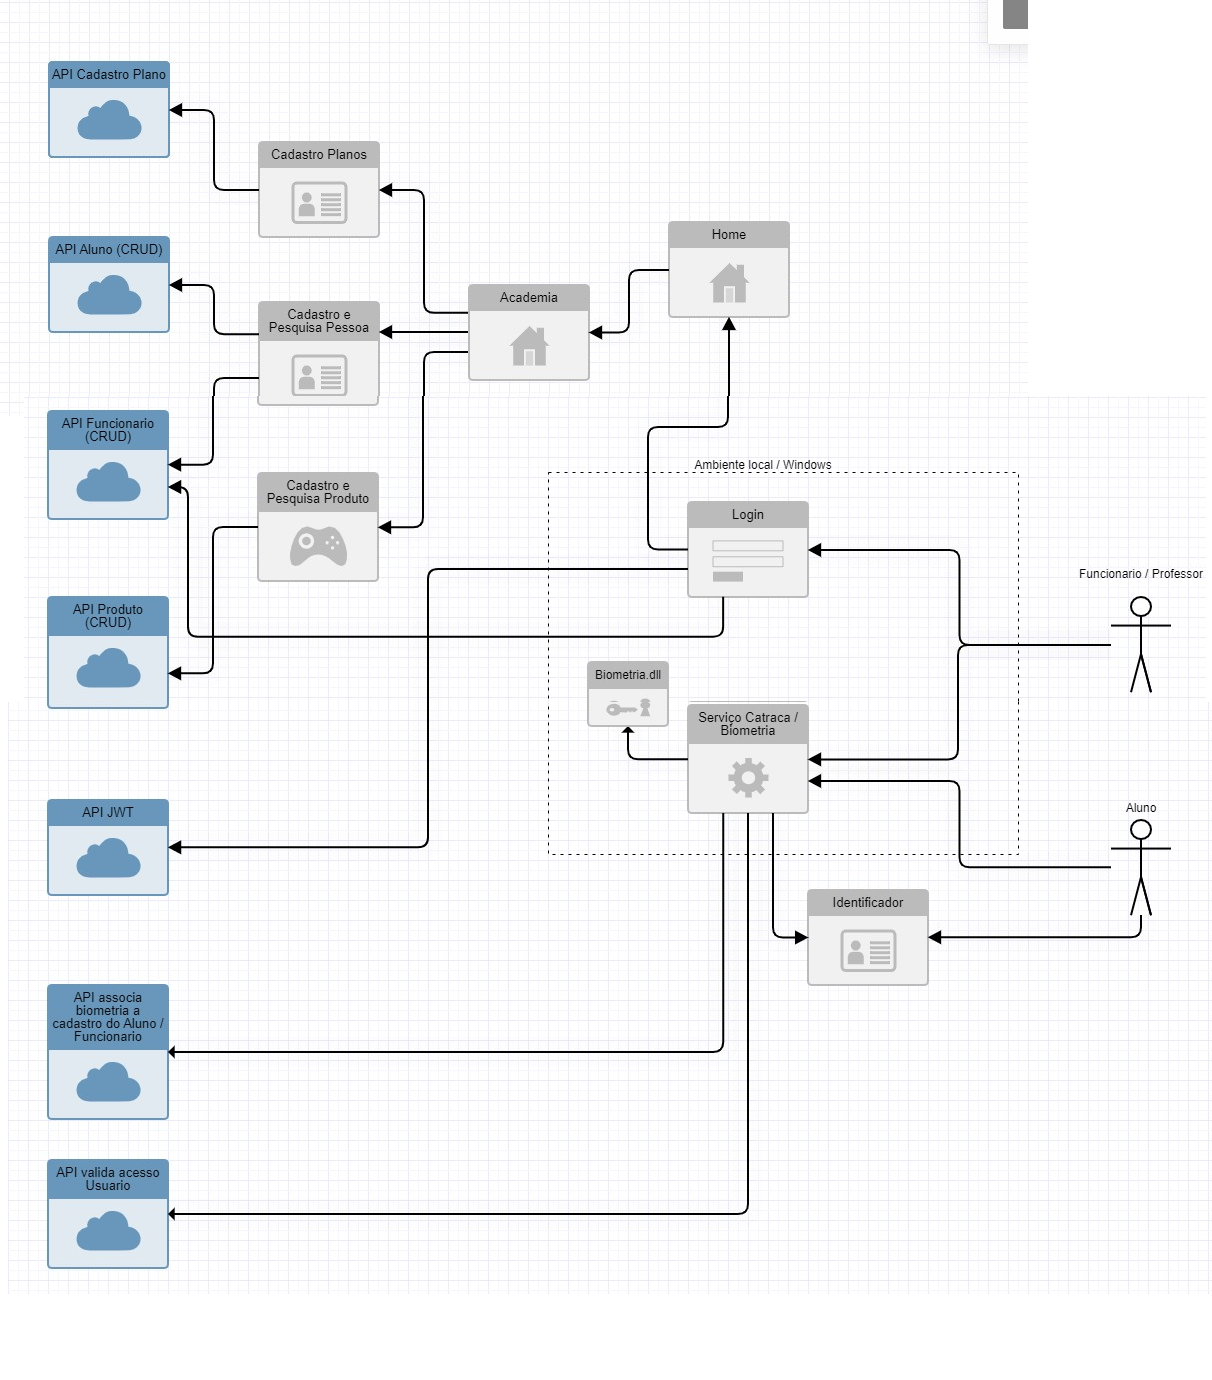 API Cadastro Plano
Cadastro Planos
Home
API Aluno (CRUD)
Academia
Cadastro e
Pesquisa Pessoa
API Funcionario
(CRUD)
Ambiente local / Windows
Cadastro e
Pesquisa Produto
Login
Funcionario / Professor
API Produto
(CRUD)
Biometria.dll
Serviço Catraca /
Biometria
API JWT
Aluno
Identificador
API associa
biometria a
cadastro do Aluno /
Funcionario
API valida acesso
Usuario